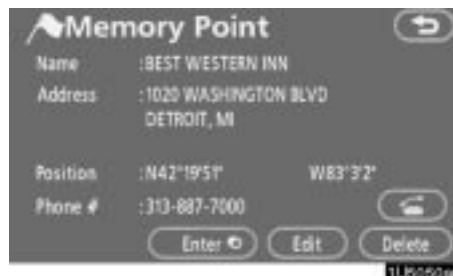 Memory Point
Name :BEST WESTERN INN
Address :1020 WASHINGTON BLVD
DETROIT, MI
Position :N42°19'51" W83°3'2"
Phone # :313-887-7000
Enter Edit Delete